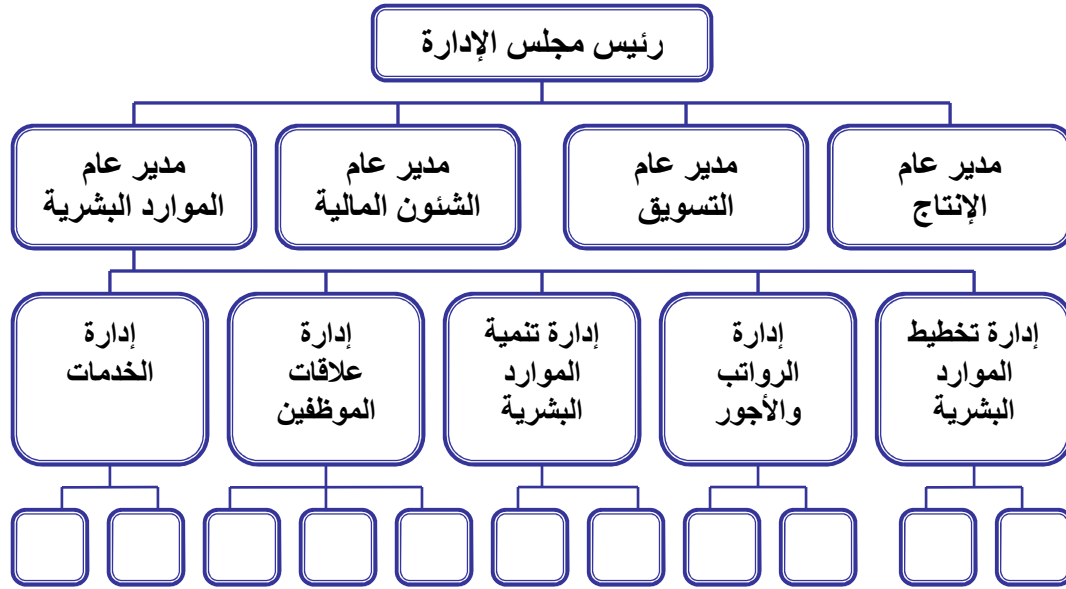 رئيس مجلس الإدارة
مدير عام
الإنتاج
مدير عام
التسويق
مدير عام
الشئون المالية
مدير عام
الموارد البشرية
إدارة تخطيط
الموارد
البشرية
إدارة
الرواتب
والأجور
إدارة تنمية
الموارد
البشرية
إدارة
علاقات
الموظفين
إدارة
الخدمات